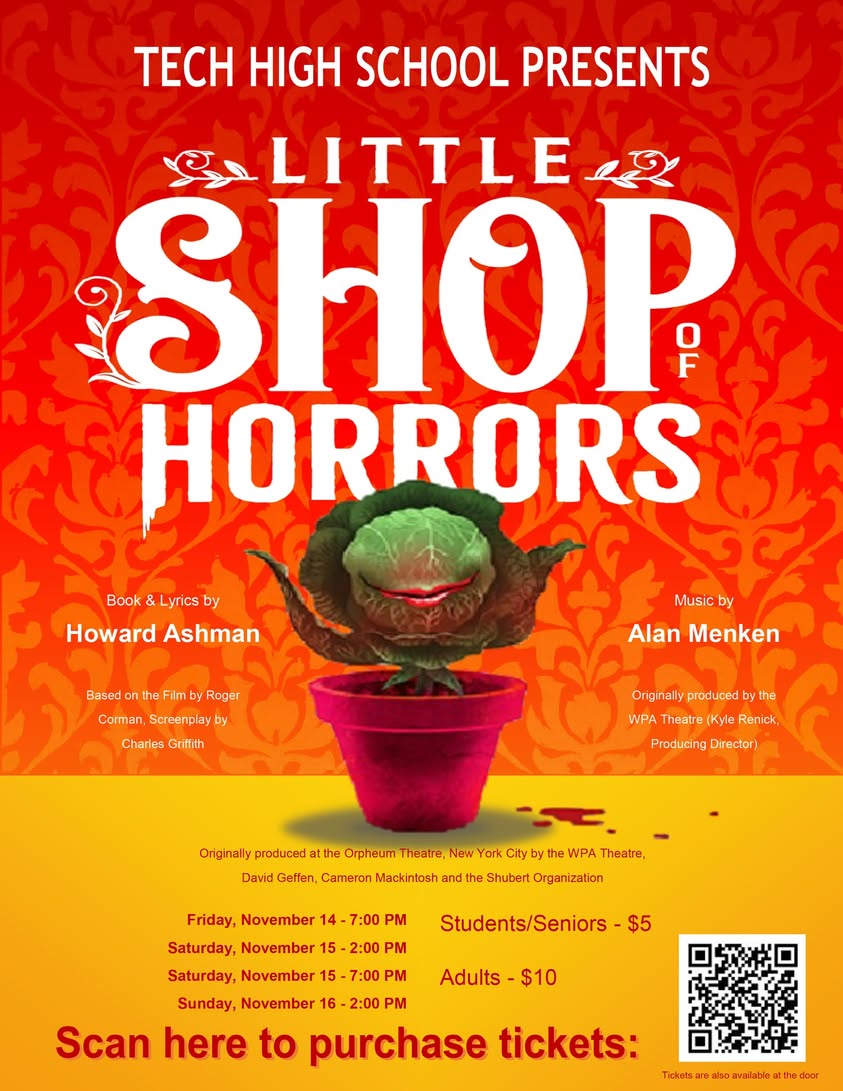 TECH HIGH SCHOOL PRESENTS
LITTLE
SHOP
OF
HORRORS
Book & Lyrics by
Howard Ashman
Based on the Film by Roger
Corman, Screenplay by
Charles Griffith
Music by
Alan Menken
Originally produced by the
WPA Theatre (Kyle Renick,
Producing Director)
Originally produced at the Orpheum Theatre, New York City by the WPA Theatre,
David Geffen, Cameron Mackintosh and the Shubert Organization
Friday, November 14 - 7:00 PM
Saturday, November 15 - 2:00 PM
Saturday, November 15 - 7:00 PM
Sunday, November 16 - 2:00 PM
Students/Seniors - $5
Adults - $10
Scan here to purchase tickets:
Tickets are also available at the door